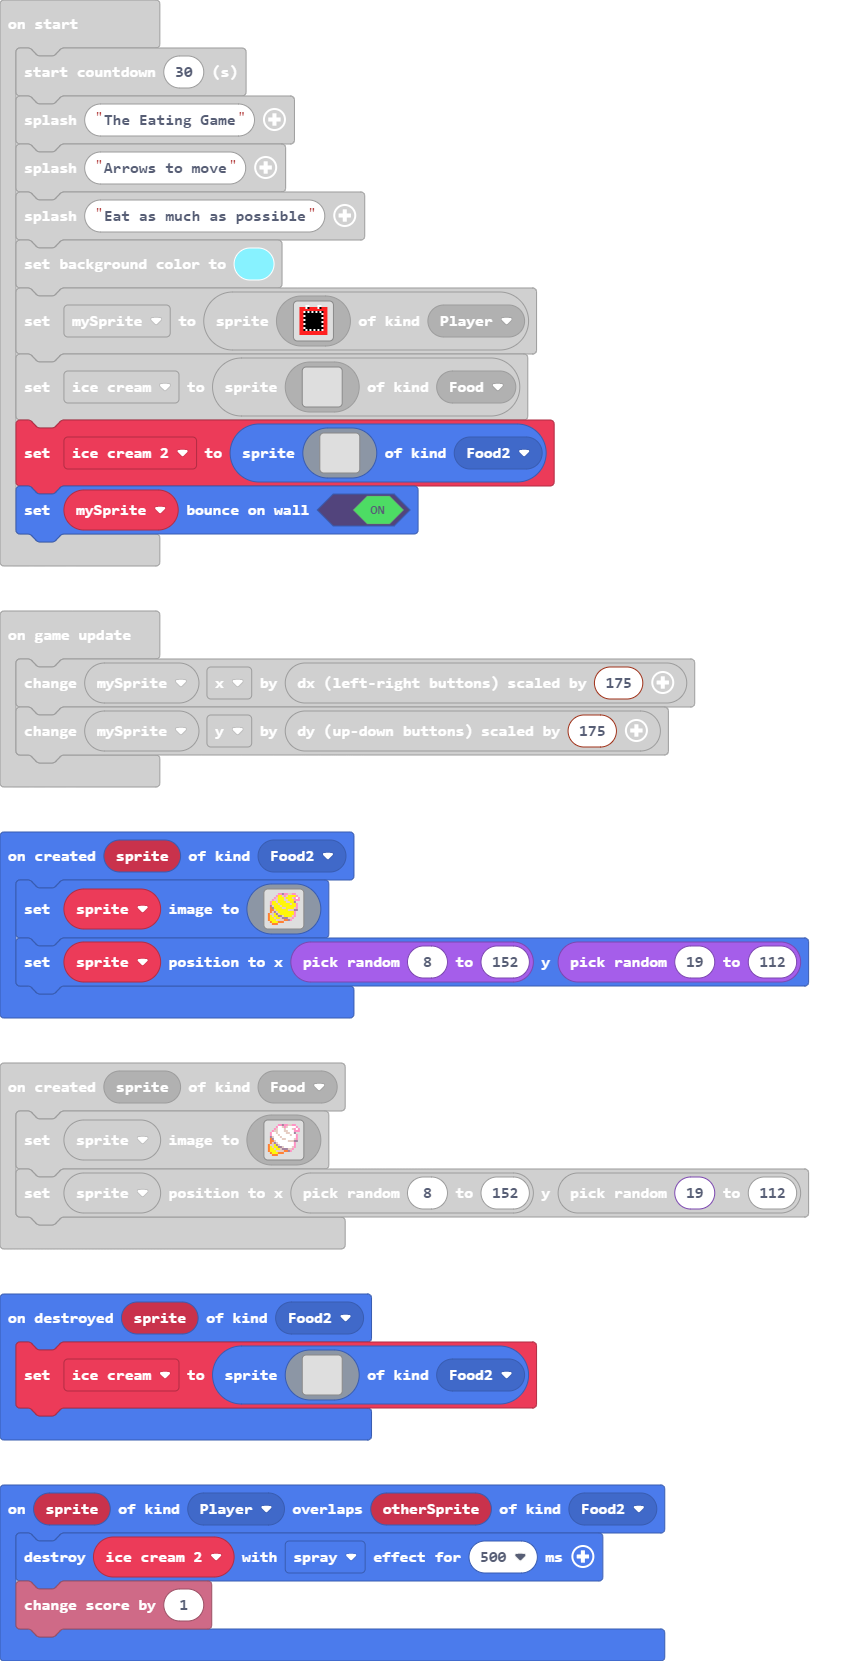 on start
start countdown 30 (s)
splash "The Eating Game"
splash "Arrows to move"
splash "Eat as much as possible"
set background color to
set mySprite to sprite of kind Player
set ice cream to sprite of kind Food
set ice cream 2 to sprite of kind Food2
set mySprite bounce on wall ON
on game update
change mySprite x by dx (left-right buttons) scaled by 175
change mySprite y by dy (up-down buttons) scaled by 175
on created sprite of kind Food2
set sprite image to
set sprite position to x pick random 8 to 152 y pick random 19 to 112
on created sprite of kind Food
set sprite image to
set sprite position to x pick random 8 to 152 y pick random 19 to 112
on destroyed sprite of kind Food2
set ice cream to sprite of kind Food2
on sprite of kind Player overlaps otherSprite of kind Food2
destroy ice cream 2 with spray effect for 500 ms
change score by 1